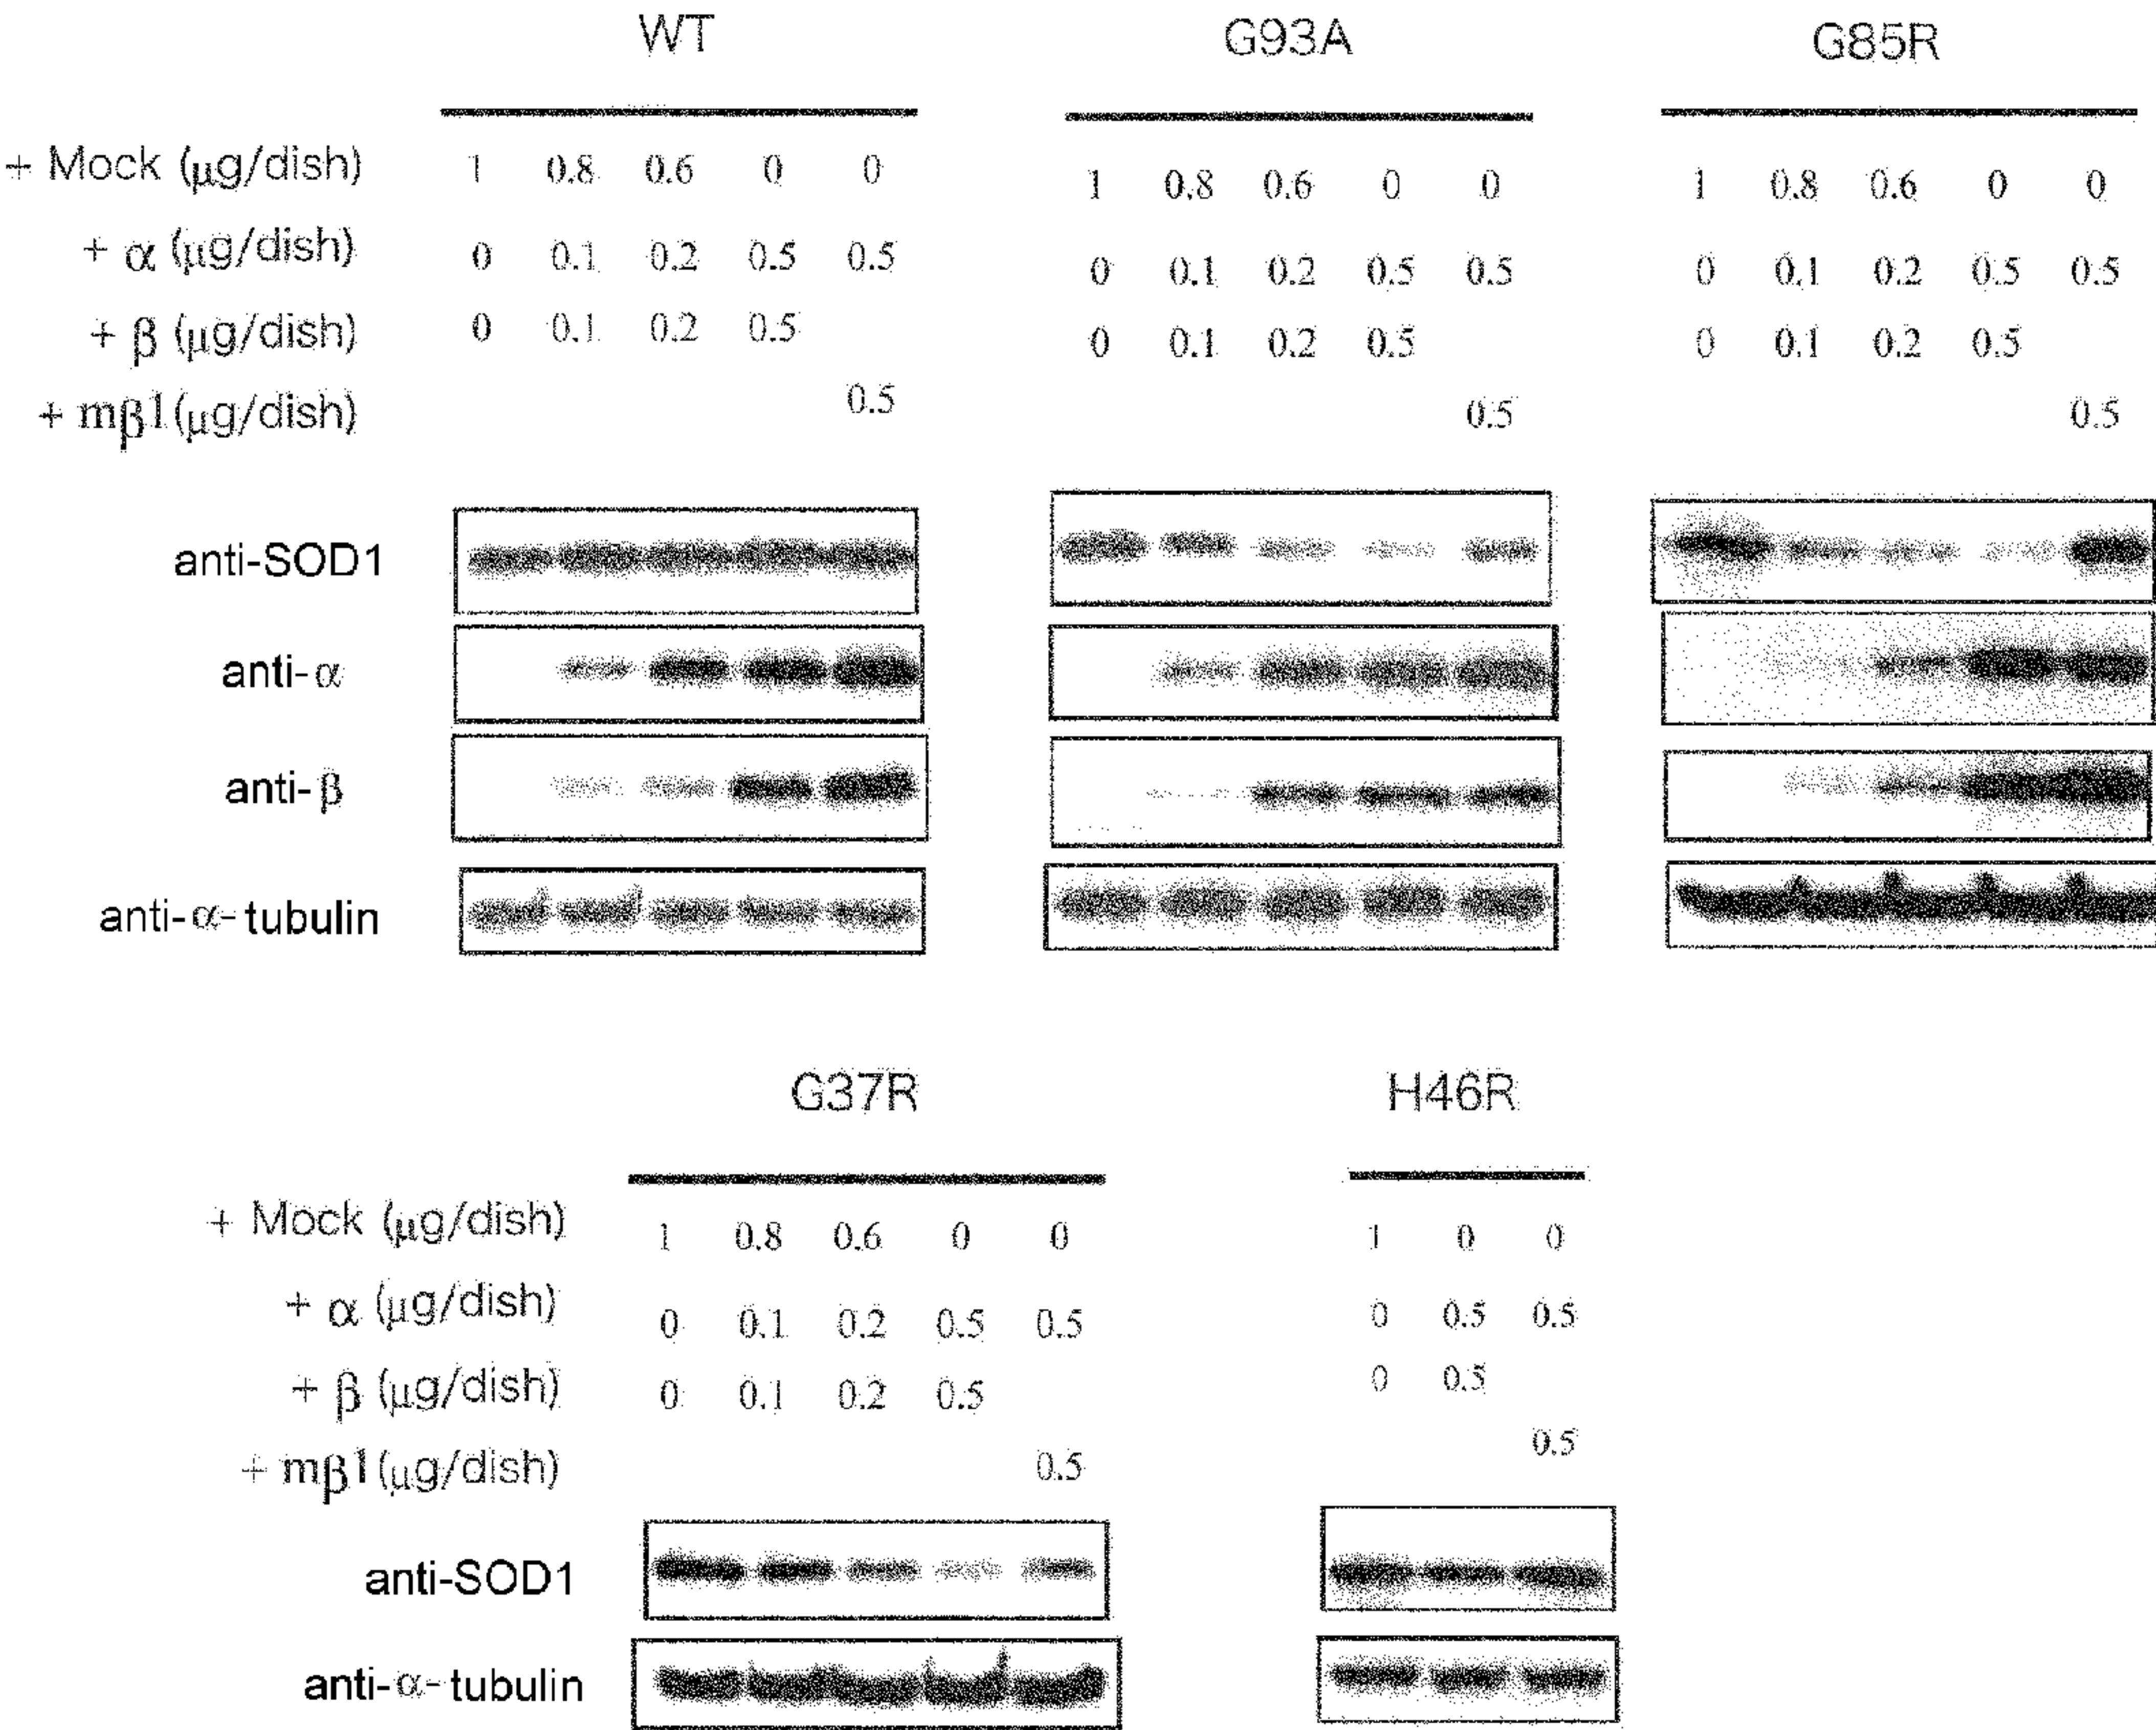 WT G93A G85R
+ Mock (μg/dish) 1 0.8 0.6 0 0 1 0.8 0.6 0 0 1 0.8 0.6 0 0
+ α (μg/dish) 0 0.1 0.2 0.5 0.5 0 0.1 0.2 0.5 0.5 0 0.1 0.2 0.5 0.5
+ β (μg/dish) 0 0.1 0.2 0.5 0 0.1 0.2 0.5 0 0.1 0.2 0.5
+ mβ1(μg/dish) 0.5 0.5 0.5
anti-SOD1
anti-α
anti-β
anti-α-tubulin
G37R H46R
+ Mock (μg/dish) 1 0.8 0.6 0 0 1 0 0
+ α (μg/dish) 0 0.1 0.2 0.5 0.5 0 0.5 0.5
+ β (μg/dish) 0 0.1 0.2 0.5 0 0.5
+ mβ1(μg/dish) 0.5 0.5
anti-SOD1
anti-α-tubulin